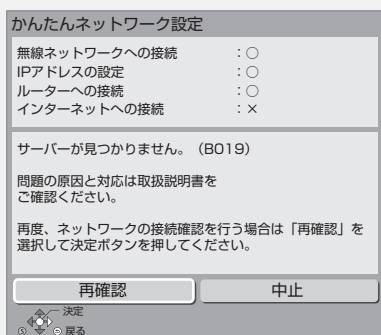 かんたんネットワーク設定
無線ネットワークへの接続　：○
IPアドレスの設定　：○
ルーターへの接続　：○
インターネットへの接続　：×
サーバーが見つかりません。（B019）
問題の原因と対応は取扱説明書を
ご確認ください。
再度、ネットワークの接続確認を行う場合は「再確認」を
選択して決定ボタンを押してください。
再確認　中止
決定
戻る